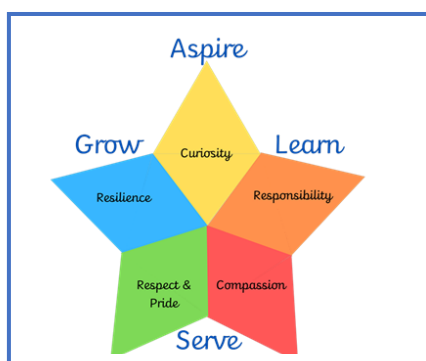 Aspire
Grow
Learn
Curiosity
Resilience
Responsibility
Respect &
Pride
Compassion
Serve